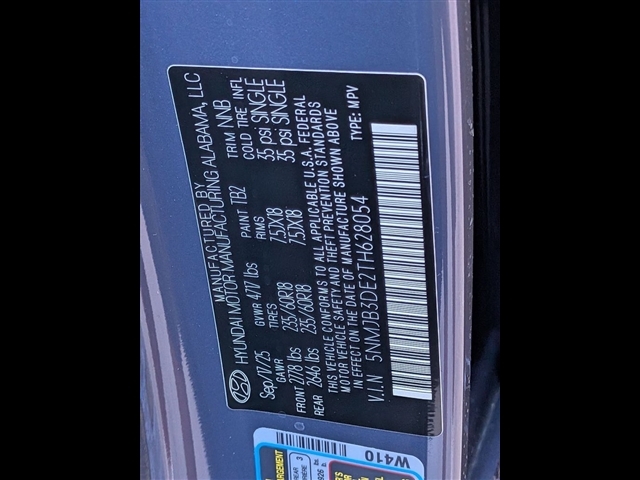 MANUFACTURED BY
HYUNDAI MOTOR MANUFACTURING ALABAMA, LLC
Sep/17/25 GVWR 4717 lbs PAINT TB2 TRIM NNB
GAWR TIRES RIMS COLD TIRE INFL
FRONT 2778 lbs 235/60R18 7.5JX18 35 psi SINGLE
REAR 2646 lbs 235/60R18 7.5JX18 35 psi SINGLE
THIS VEHICLE CONFORMS TO ALL APPLICABLE U.S.A. FEDERAL
MOTOR VEHICLE SAFETY AND THEFT PREVENTION STANDARDS
IN EFFECT ON THE DATE OF MANUFACTURE SHOWN ABOVE
V.I.N 5NMJB3DE2TH628054 TYPE: MPV
W410